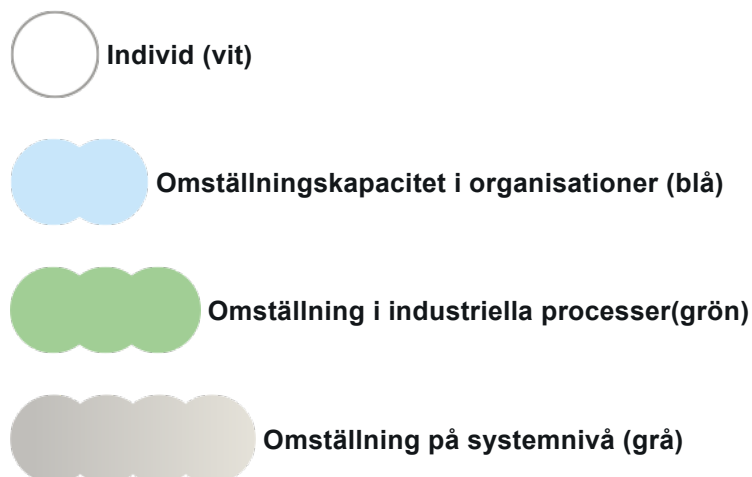 Individ (vit)
Omställningskapacitet i organisationer (blå)
Omställning i industriella processer(grön)
Omställning på systemnivå (grå)